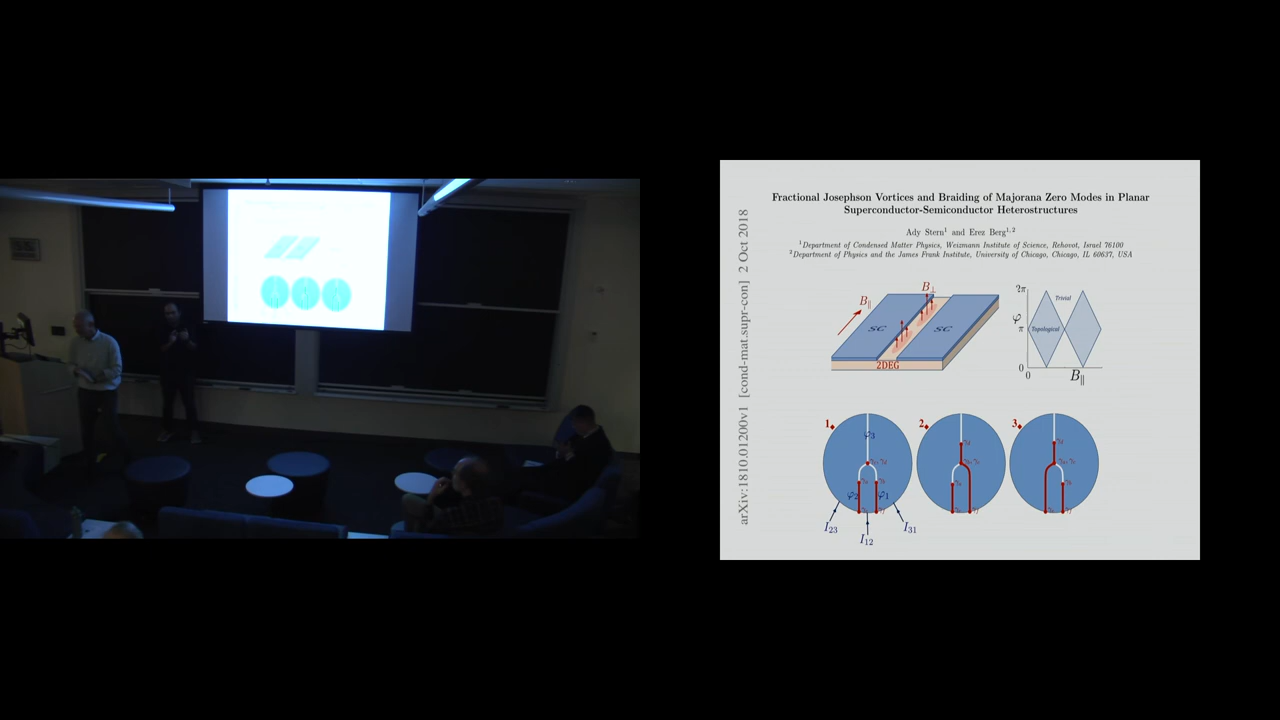 Fractional Josephson Vortices and Braiding of Majorana Zero Modes in Planar
Superconductor-Semiconductor Heterostructures
Ady Stern¹ and Erez Berg¹,²
¹Department of Condensed Matter Physics, Weizmann Institute of Science, Rehovot, Israel 76100
²Department of Physics and the James Frank Institute, University of Chicago, Chicago, IL 60637, USA
arXiv:1810.01200v1 [cond-mat.supr-con] 2 Oct 2018
B∥
B⊥
SC
SC
2DEG
2π
φ
π
0
Trivial
Topological
0
B∥
1
φ₃
φ₂
φ₁
I₂₃
I₁₂
I₃₁
2
3